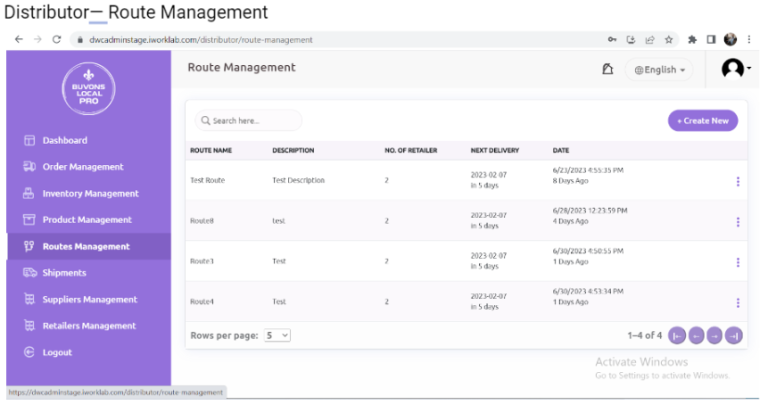 Distributor— Route Management
dwcadminstage.iworklab.com/distributor/route-management
BUYONS
LOCAL
PRO
Route Management
@English
Search here..
+ Create New
ROUTE NAME DESCRIPTION NO. OF RETAILER NEXT DELIVERY DATE
Test Route Test Description 2 2023-02-07 6/23/2023 4:55:35 PM
in 5 days 8 Days Ago
Route8 test 2 2023-02-07 6/28/2023 12:23:59 PM
in 5 days 4 Days Ago
Route3 Test 2 2023-02-07 6/30/2023 4:50:55 PM
in 5 days 1 Days Ago
Route4 Test 2 2023-02-07 6/30/2023 4:53:34 PM
in 5 days 1 Days Ago
Rows per page: 5
1–4 of 4
Dashboard
Order Management
Inventory Management
Product Management
Routes Management
Shipments
Suppliers Management
Retailers Management
Logout
Activate Windows
Go to Settings to activate Windows.
https://dwcadminstage.iworklab.com/distributor/route-management